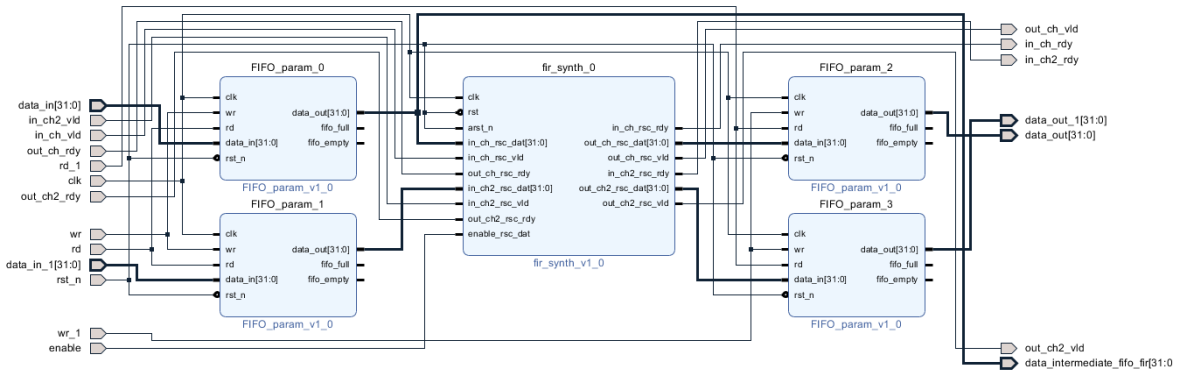 data_in[31:0]
in_ch2_vld
in_ch_vld
out_ch_rdy
rd_1
clk
out_ch2_rdy
wr
rd
data_in_1[31:0]
rst_n
wr_1
enable
FIFO_param_0
clk
wr
rd
data_in[31:0]
rst_n
data_out[31:0]
fifo_full
fifo_empty
FIFO_param_v1_0
FIFO_param_1
clk
wr
rd
data_in[31:0]
rst_n
data_out[31:0]
fifo_full
fifo_empty
FIFO_param_v1_0
fir_synth_0
clk
rst
arst_n
in_ch_rsc_dat[31:0]
in_ch_rsc_vld
out_ch_rsc_rdy
in_ch2_rsc_dat[31:0]
in_ch2_rsc_vld
out_ch2_rsc_rdy
enable_rsc_dat
in_ch_rsc_rdy
out_ch_rsc_dat[31:0]
out_ch_rsc_vld
in_ch2_rsc_rdy
out_ch2_rsc_dat[31:0]
out_ch2_rsc_vld
fir_synth_v1_0
FIFO_param_2
clk
wr
rd
data_in[31:0]
rst_n
data_out[31:0]
fifo_full
fifo_empty
FIFO_param_v1_0
FIFO_param_3
clk
wr
rd
data_in[31:0]
rst_n
data_out[31:0]
fifo_full
fifo_empty
FIFO_param_v1_0
out_ch_vld
in_ch_rdy
in_ch2_rdy
data_out_1[31:0]
data_out[31:0]
out_ch2_vld
data_intermediate_fifo_fir[31:0